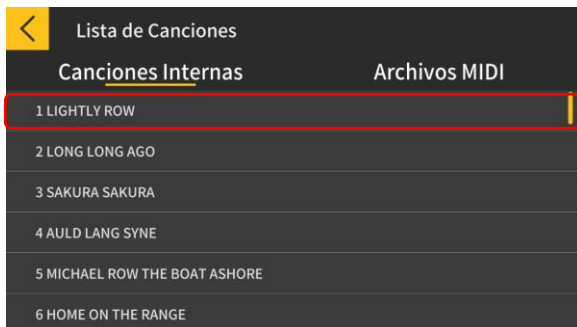 Lista de Canciones
Canciones Internas Archivos MIDI
1 LIGHTLY ROW
2 LONG LONG AGO
3 SAKURA SAKURA
4 AULD LANG SYNE
5 MICHAEL ROW THE BOAT ASHORE
6 HOME ON THE RANGE